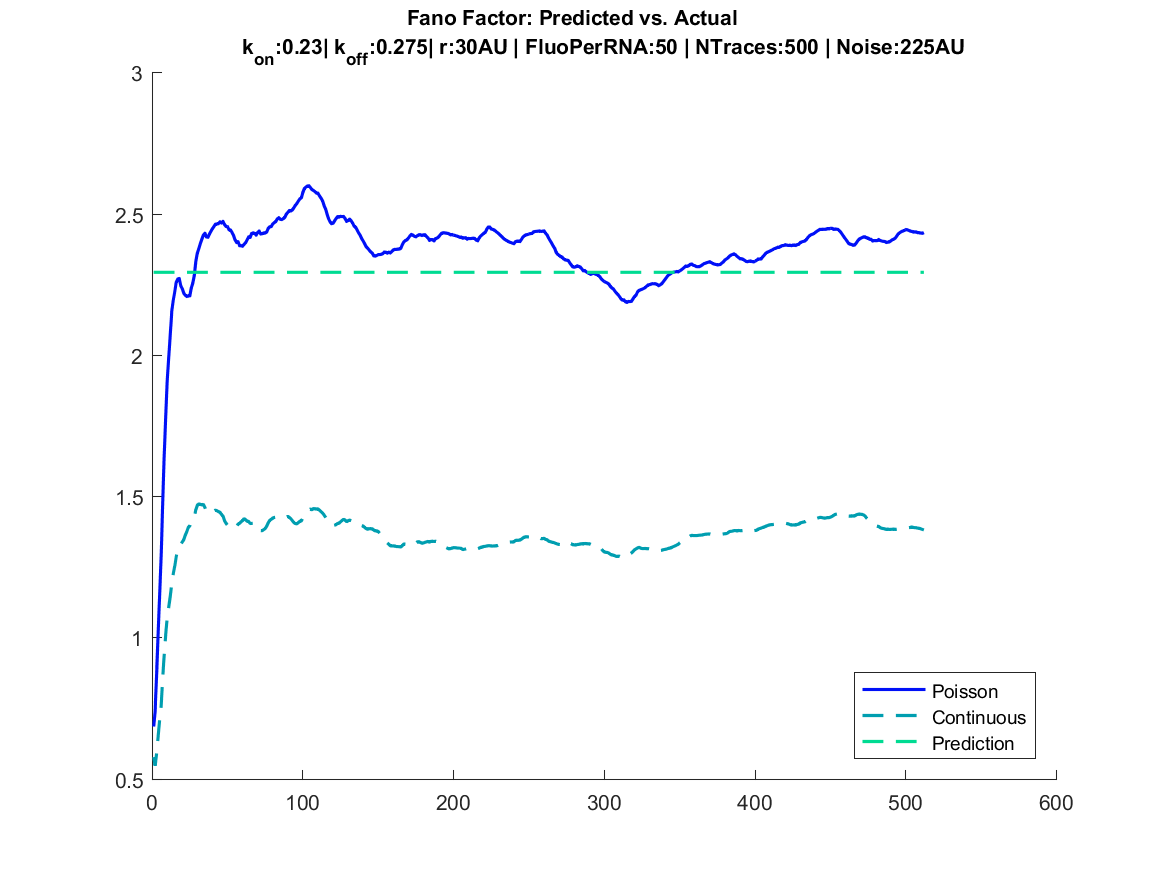 Fano Factor: Predicted vs. Actual
kon:0.23| koff:0.275| r:30AU | FluoPerRNA:50 | NTraces:500 | Noise:225AU
3
2.5
2
1.5
1
0.5
0 100 200 300 400 500 600
Poisson
Continuous
Prediction